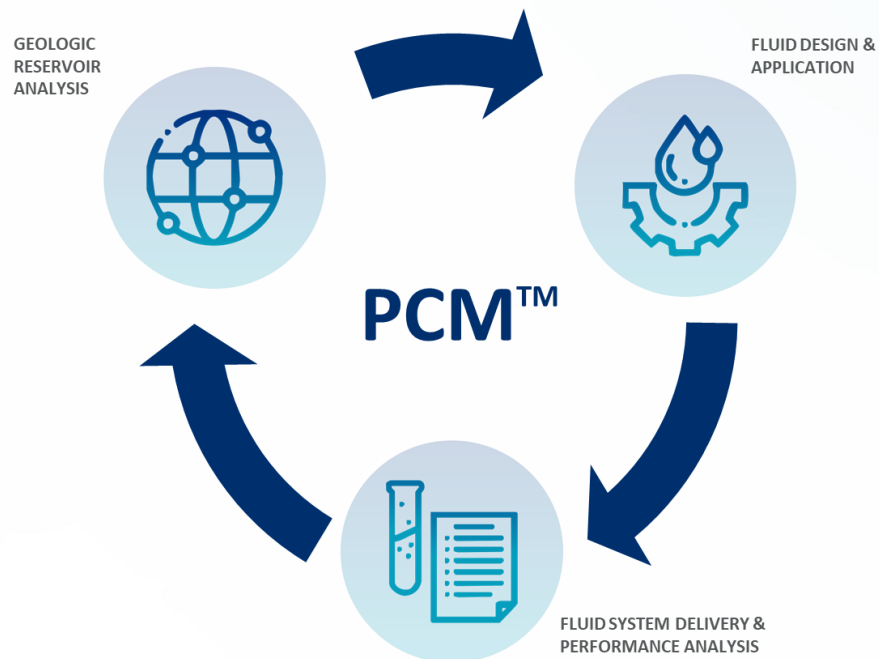 GEOLOGIC
RESERVOIR
ANALYSIS
FLUID DESIGN &
APPLICATION
PCM™
FLUID SYSTEM DELIVERY &
PERFORMANCE ANALYSIS